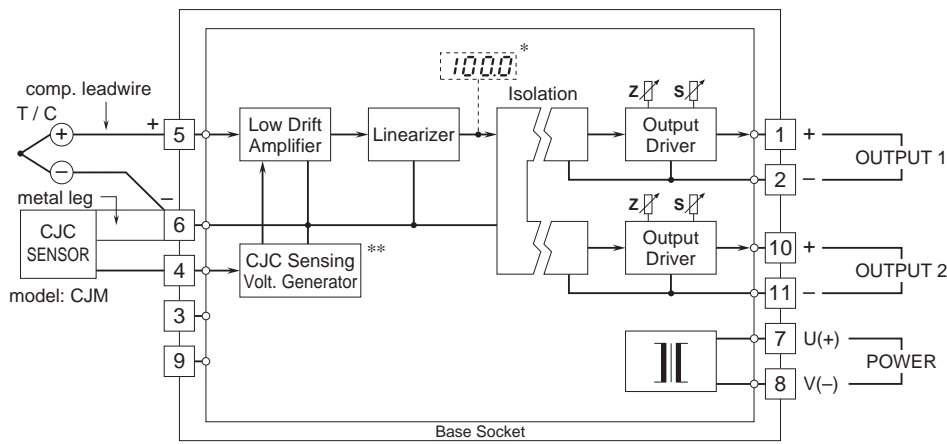 100.0 *
Isolation
comp. leadwire
T / C
+
+
5
Low Drift
Amplifier
Linearizer
Z S
Output
Driver
1 +
OUTPUT 1
2 –
–
–
metal leg
6
CJC
SENSOR
model: CJM
4
CJC Sensing
Volt. Generator
**
Z S
Output
Driver
10 +
OUTPUT 2
11 –
3
9
7 U(+)
POWER
8 V(–)
Base Socket